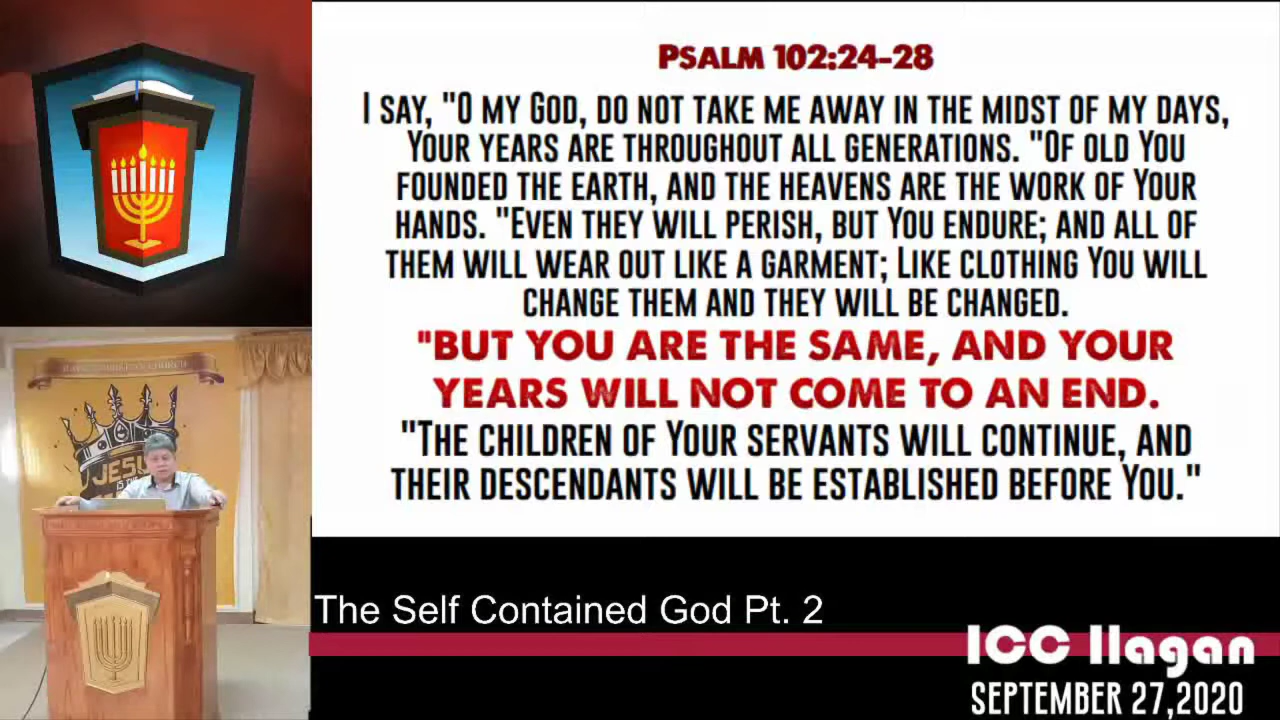 PSALM 102:24-28
I SAY, "O MY GOD, DO NOT TAKE ME AWAY IN THE MIDST OF MY DAYS,
YOUR YEARS ARE THROUGHOUT ALL GENERATIONS. "OF OLD YOU
FOUNDED THE EARTH, AND THE HEAVENS ARE THE WORK OF YOUR
HANDS. "EVEN THEY WILL PERISH, BUT YOU ENDURE; AND ALL OF
THEM WILL WEAR OUT LIKE A GARMENT; LIKE CLOTHING YOU WILL
CHANGE THEM AND THEY WILL BE CHANGED.
"BUT YOU ARE THE SAME, AND YOUR
YEARS WILL NOT COME TO AN END.
"THE CHILDREN OF YOUR SERVANTS WILL CONTINUE, AND
THEIR DESCENDANTS WILL BE ESTABLISHED BEFORE YOU."
JESUS
IS THE
The Self Contained God Pt. 2
ICC Ilagan
SEPTEMBER 27,2020